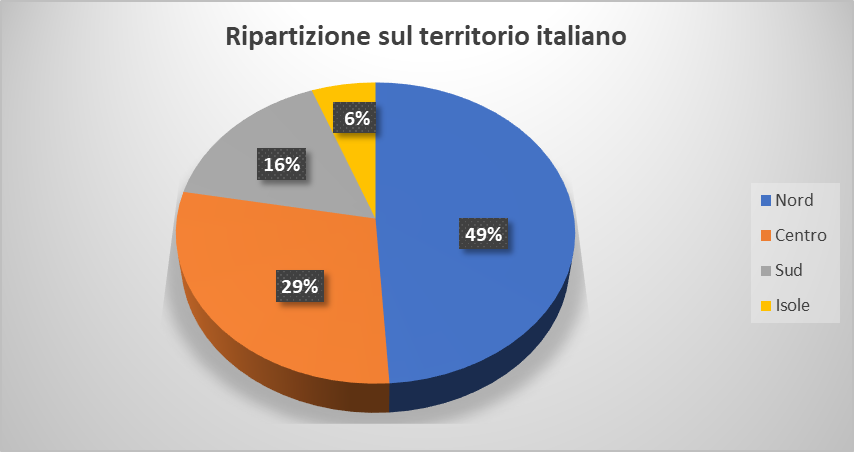 Ripartizione sul territorio italiano
6%
16%
49%
29%
Nord
Centro
Sud
Isole